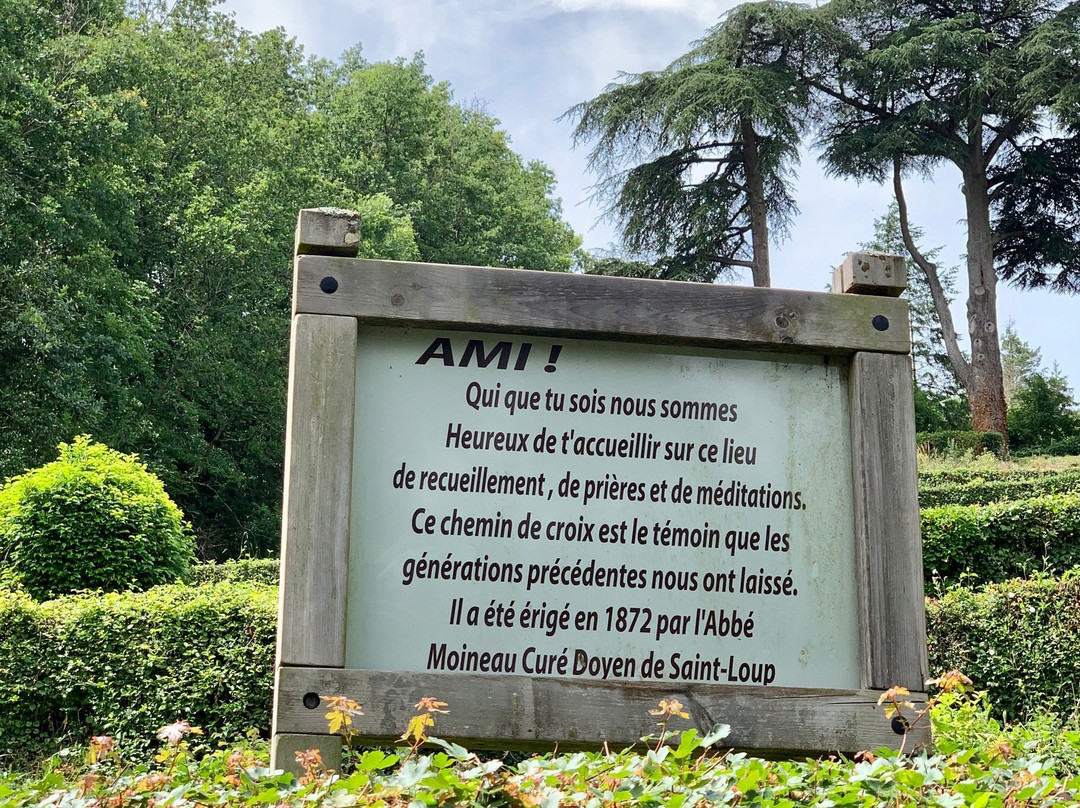 AMI !
Qui que tu sois nous sommes
Heureux de t'accueillir sur ce lieu
de recueillement , de prières et de méditations.
Ce chemin de croix est le témoin que les
générations précédentes nous ont laissé.
Il a été érigé en 1872 par l'Abbé
Moineau Curé Doyen de Saint-Loup